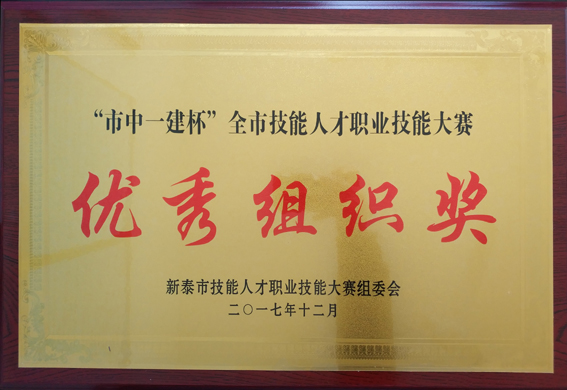 “市中一建杯”全市技能人才职业技能大赛
优秀组织奖
新泰市技能人才职业技能大赛组委会
二〇一七年十二月